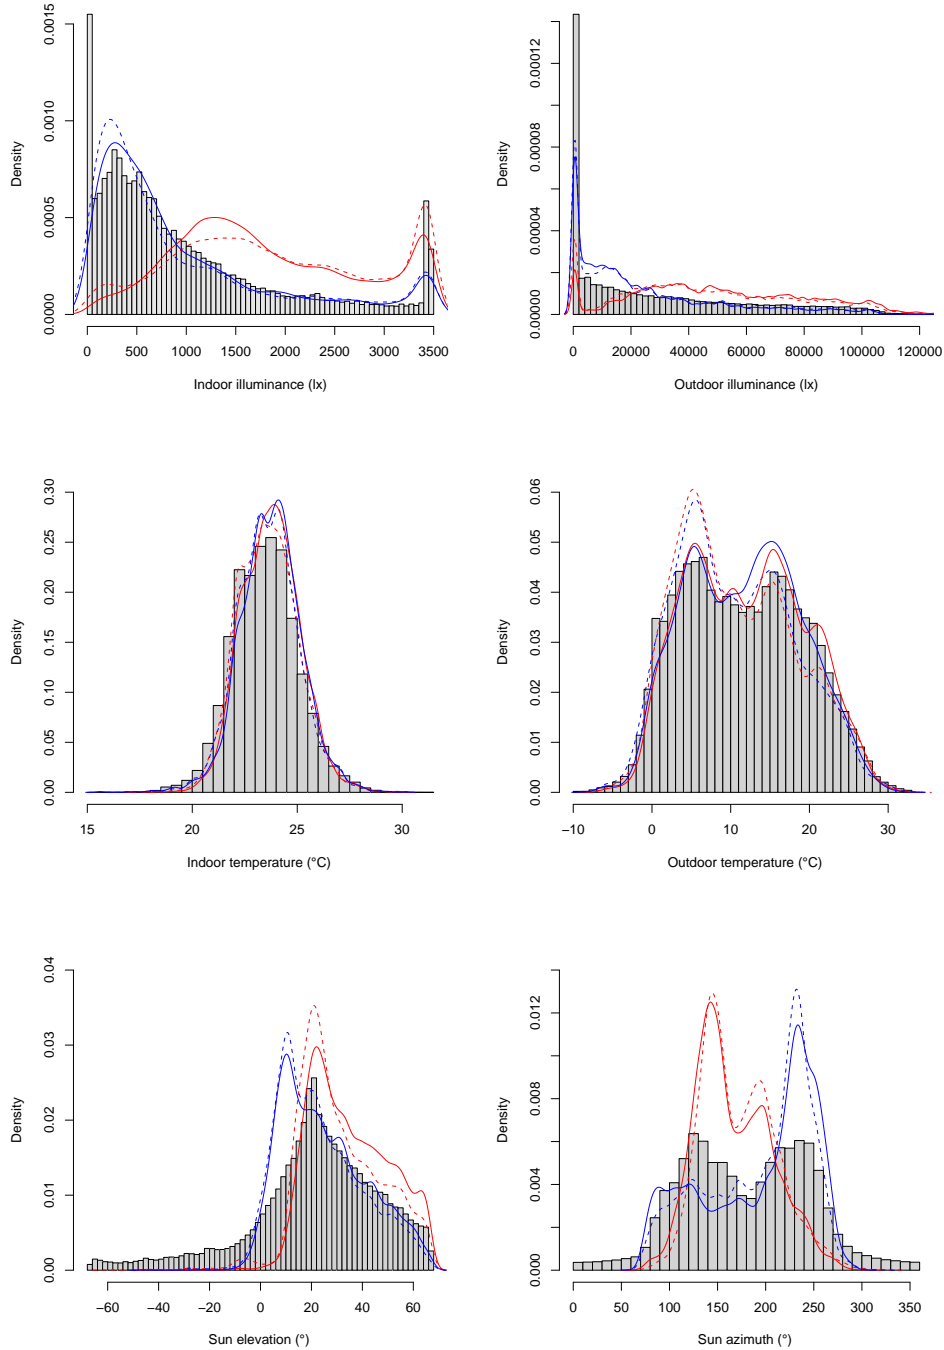 0.0000 0.0005 0.0010 0.0015
Density
0 500 1000 1500 2000 2500 3000 3500
Indoor illuminance (lx)
0.00000 0.00004 0.00008 0.00012
Density
0 20000 40000 60000 80000 100000 120000
Outdoor illuminance (lx)
0.00 0.05 0.10 0.15 0.20 0.25 0.30
Density
15 20 25 30
Indoor temperature (°C)
0.00 0.01 0.02 0.03 0.04 0.05 0.06
Density
−10 0 10 20 30
Outdoor temperature (°C)
0.00 0.01 0.02 0.03 0.04
Density
−60 −40 −20 0 20 40 60
Sun elevation (°)
0.000 0.004 0.008 0.012
Density
0 50 100 150 200 250 300 350
Sun azimuth (°)